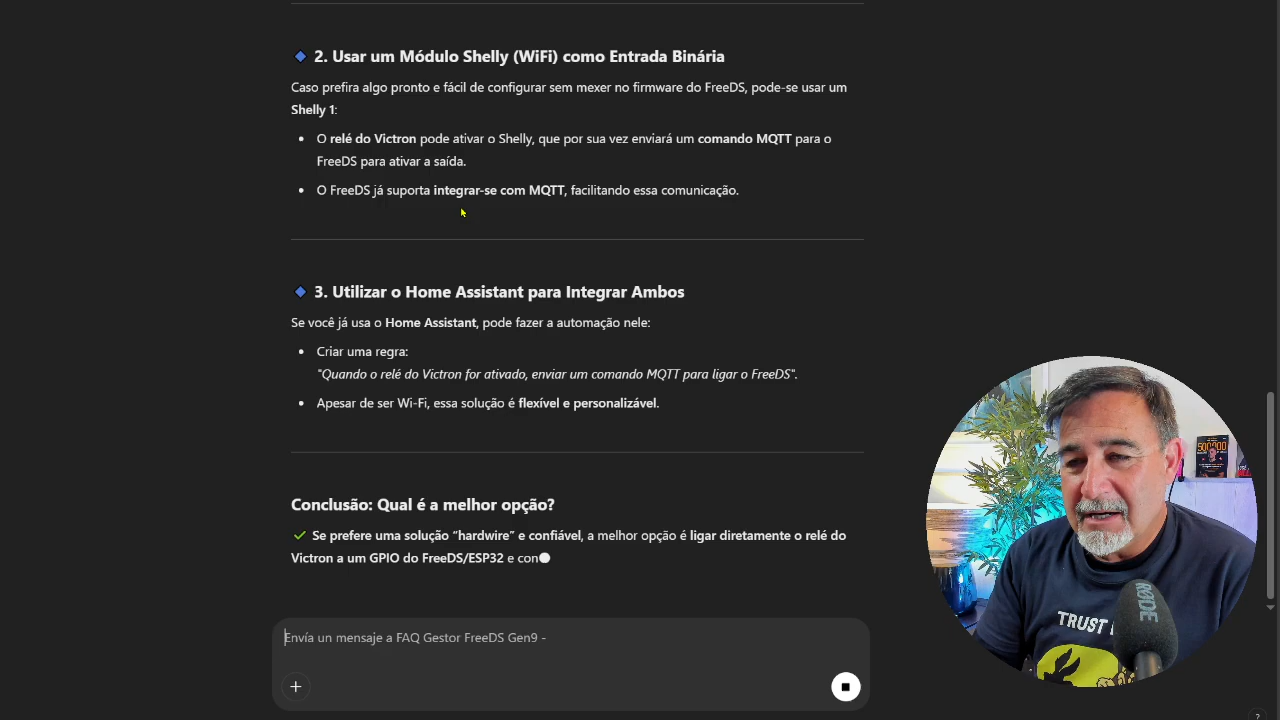 2. Usar um Módulo Shelly (WiFi) como Entrada Binária
Caso prefira algo pronto e fácil de configurar sem mexer no firmware do FreeDS, pode-se usar um
Shelly 1:
• O relé do Victron pode ativar o Shelly, que por sua vez enviará um comando MQTT para o
FreeDS para ativar a saída.
• O FreeDS já suporta integrar-se com MQTT, facilitando essa comunicação.
3. Utilizar o Home Assistant para Integrar Ambos
Se você já usa o Home Assistant, pode fazer a automação nele:
• Criar uma regra:
"Quando o relé do Victron for ativado, enviar um comando MQTT para ligar o FreeDS".
• Apesar de ser Wi-Fi, essa solução é flexível e personalizável.
Conclusão: Qual é a melhor opção?
Se prefere uma solução “hardwire” e confiável, a melhor opção é ligar diretamente o relé do
Victron a um GPIO do FreeDS/ESP32 e con
Envía un mensaje a FAQ Gestor FreeDS Gen9 -
?
500.000
RØDE
TRUST